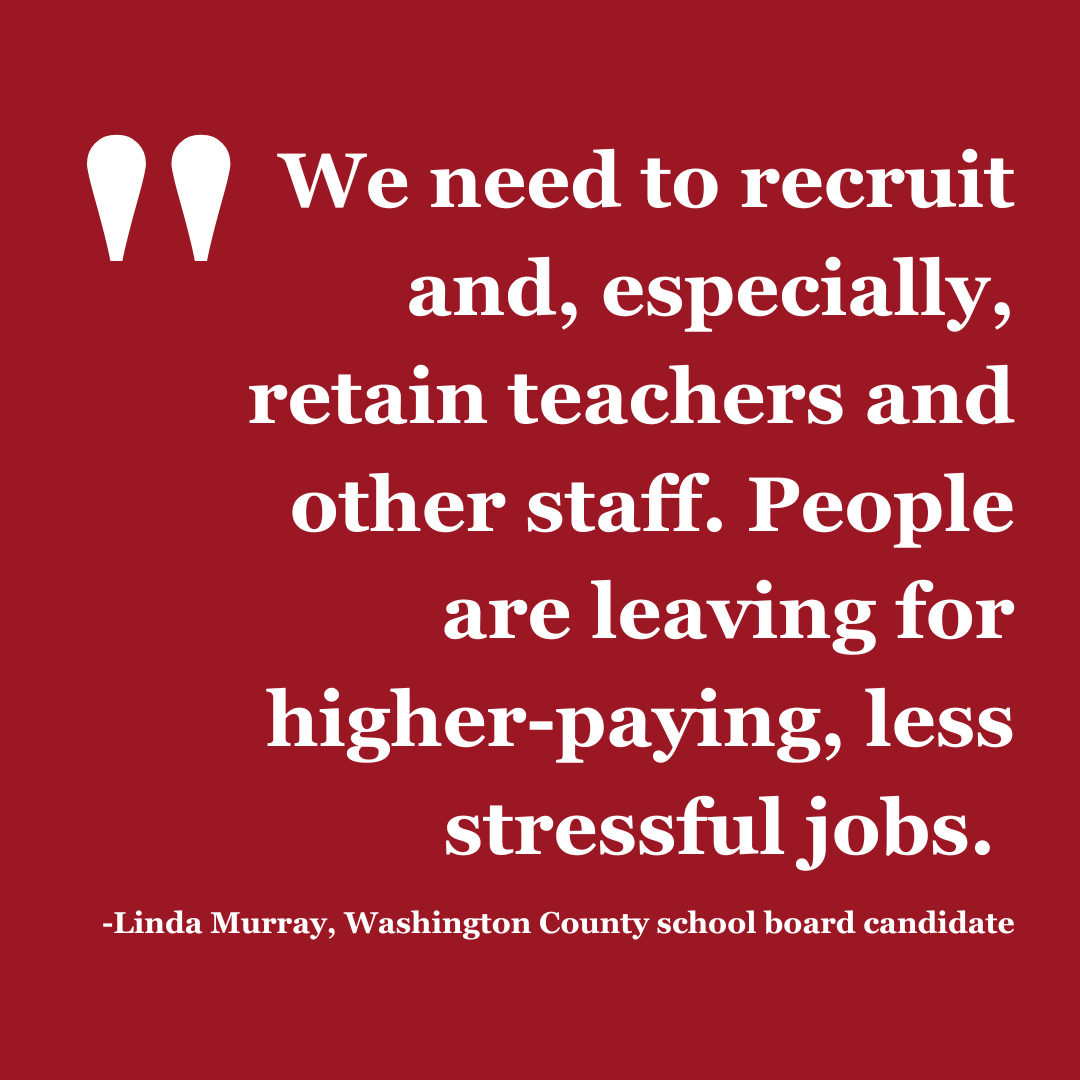 " We need to recruit
and, especially,
retain teachers and
other staff. People
are leaving for
higher-paying, less
stressful jobs.
-Linda Murray, Washington County school board candidate